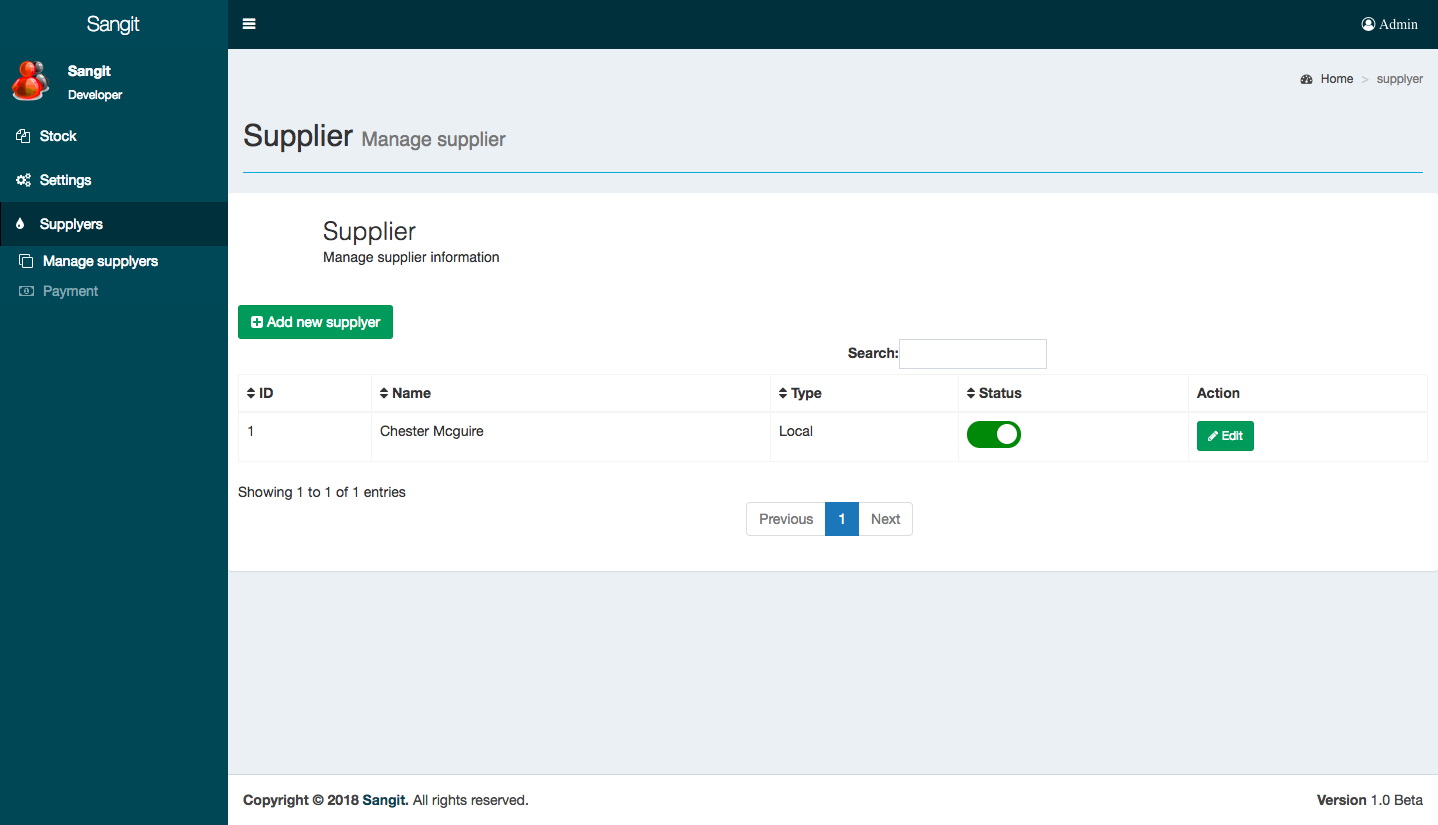 Sangit
Admin
Sangit
Developer
Stock
Settings
Supplyers
Manage supplyers
Payment
Home > supplyer
Supplier Manage supplier
Supplier
Manage supplier information
Add new supplyer
Search:
ID Name Type Status Action
1 Chester Mcguire Local Edit
Showing 1 to 1 of 1 entries
Previous 1 Next
Copyright © 2018 Sangit. All rights reserved. Version 1.0 Beta